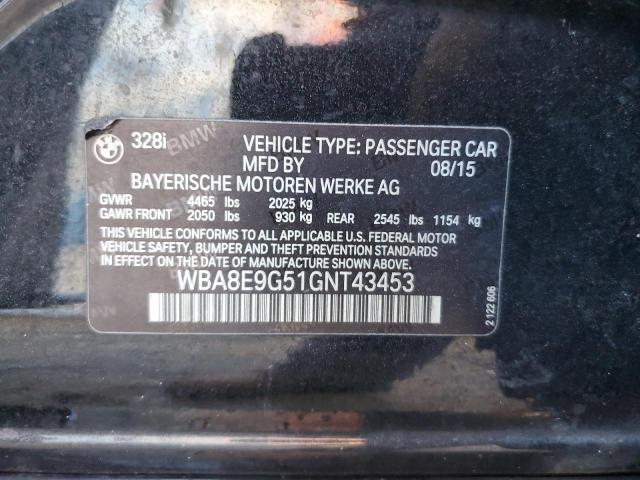 328i VEHICLE TYPE: PASSENGER CAR
MFD BY 08/15
BAYERISCHE MOTOREN WERKE AG
GVWR 4465 lbs 2025 kg
GAWR FRONT 2050 lbs 930 kg REAR 2545 lbs 1154 kg
THIS VEHICLE CONFORMS TO ALL APPLICABLE U.S. FEDERAL MOTOR
VEHICLE SAFETY, BUMPER AND THEFT PREVENTION STANDARDS
IN EFFECT ON THE DATE OF MANUFACTURE SHOWN ABOVE.
WBA8E9G51GNT43453
2 122 606